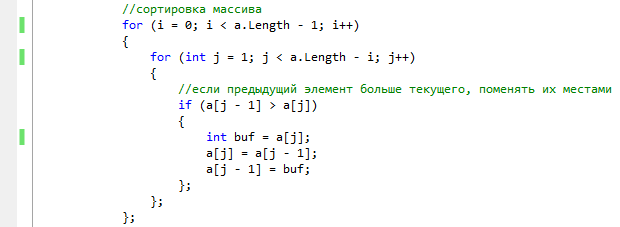 //сортировка массива
for (i = 0; i < a.Length - 1; i++)
{
for (int j = 1; j < a.Length - i; j++)
{
//если предыдущий элемент больше текущего, поменять их местами
if (a[j - 1] > a[j])
{
int buf = a[j];
a[j] = a[j - 1];
a[j - 1] = buf;
};
};
};